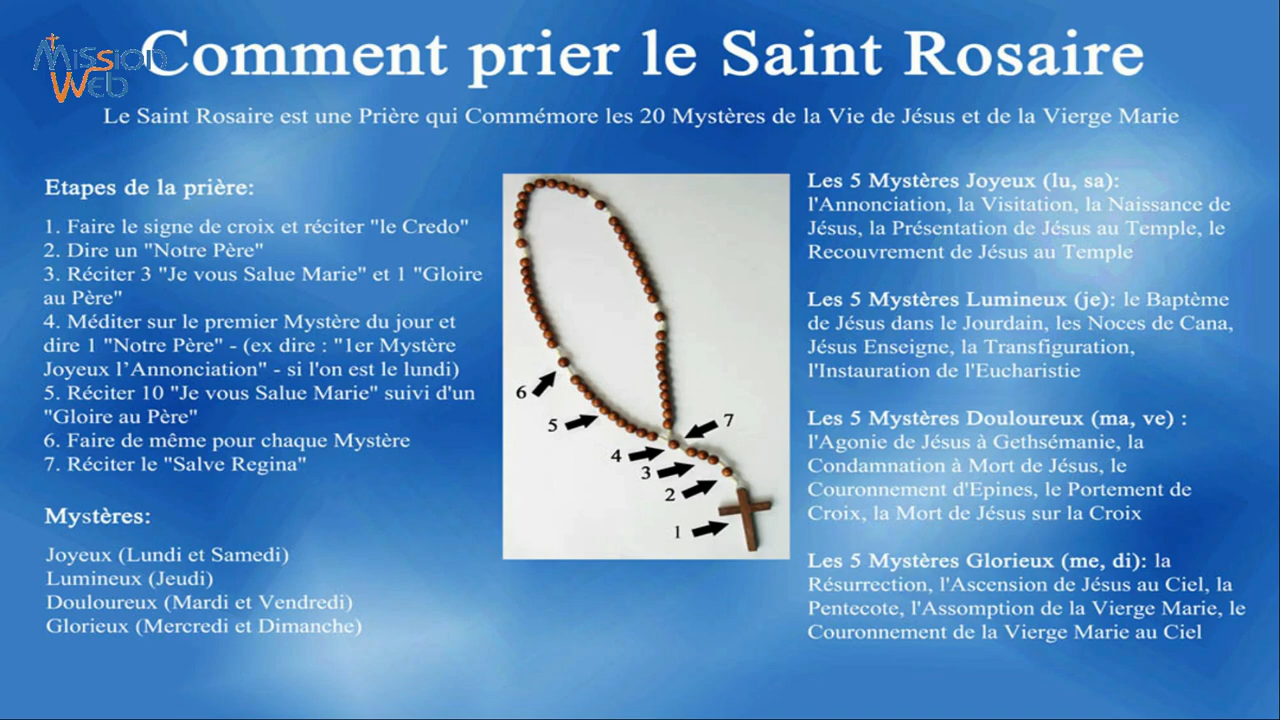 MiSSion
WEB
Comment prier le Saint Rosaire
Le Saint Rosaire est une Prière qui Commémore les 20 Mystères de la Vie de Jésus et de la Vierge Marie
Etapes de la prière:
1. Faire le signe de croix et réciter "le Credo"
2. Dire un "Notre Père"
3. Réciter 3 "Je vous Salue Marie" et 1 "Gloire
au Père"
4. Méditer sur le premier Mystère du jour et
dire 1 "Notre Père" - (ex dire : "1er Mystère
Joyeux l’Annonciation" - si l'on est le lundi)
5. Réciter 10 "Je vous Salue Marie" suivi d'un
"Gloire au Père"
6. Faire de même pour chaque Mystère
7. Réciter le "Salve Regina"
Mystères:
Joyeux (Lundi et Samedi)
Lumineux (Jeudi)
Douloureux (Mardi et Vendredi)
Glorieux (Mercredi et Dimanche)
6
5
7
4
3
2
1
Les 5 Mystères Joyeux (lu, sa):
l'Annonciation, la Visitation, la Naissance de
Jésus, la Présentation de Jésus au Temple, le
Recouvrement de Jésus au Temple
Les 5 Mystères Lumineux (je): le Baptème
de Jésus dans le Jourdain, les Noces de Cana,
Jésus Enseigne, la Transfiguration,
l'Instauration de l'Eucharistie
Les 5 Mystères Douloureux (ma, ve) :
l'Agonie de Jésus à Gethsémanie, la
Condamnation à Mort de Jésus, le
Couronnement d'Epines, le Portement de
Croix, la Mort de Jésus sur la Croix
Les 5 Mystères Glorieux (me, di): la
Résurrection, l'Ascension de Jésus au Ciel, la
Pentecote, l'Assomption de la Vierge Marie, le
Couronnement de la Vierge Marie au Ciel